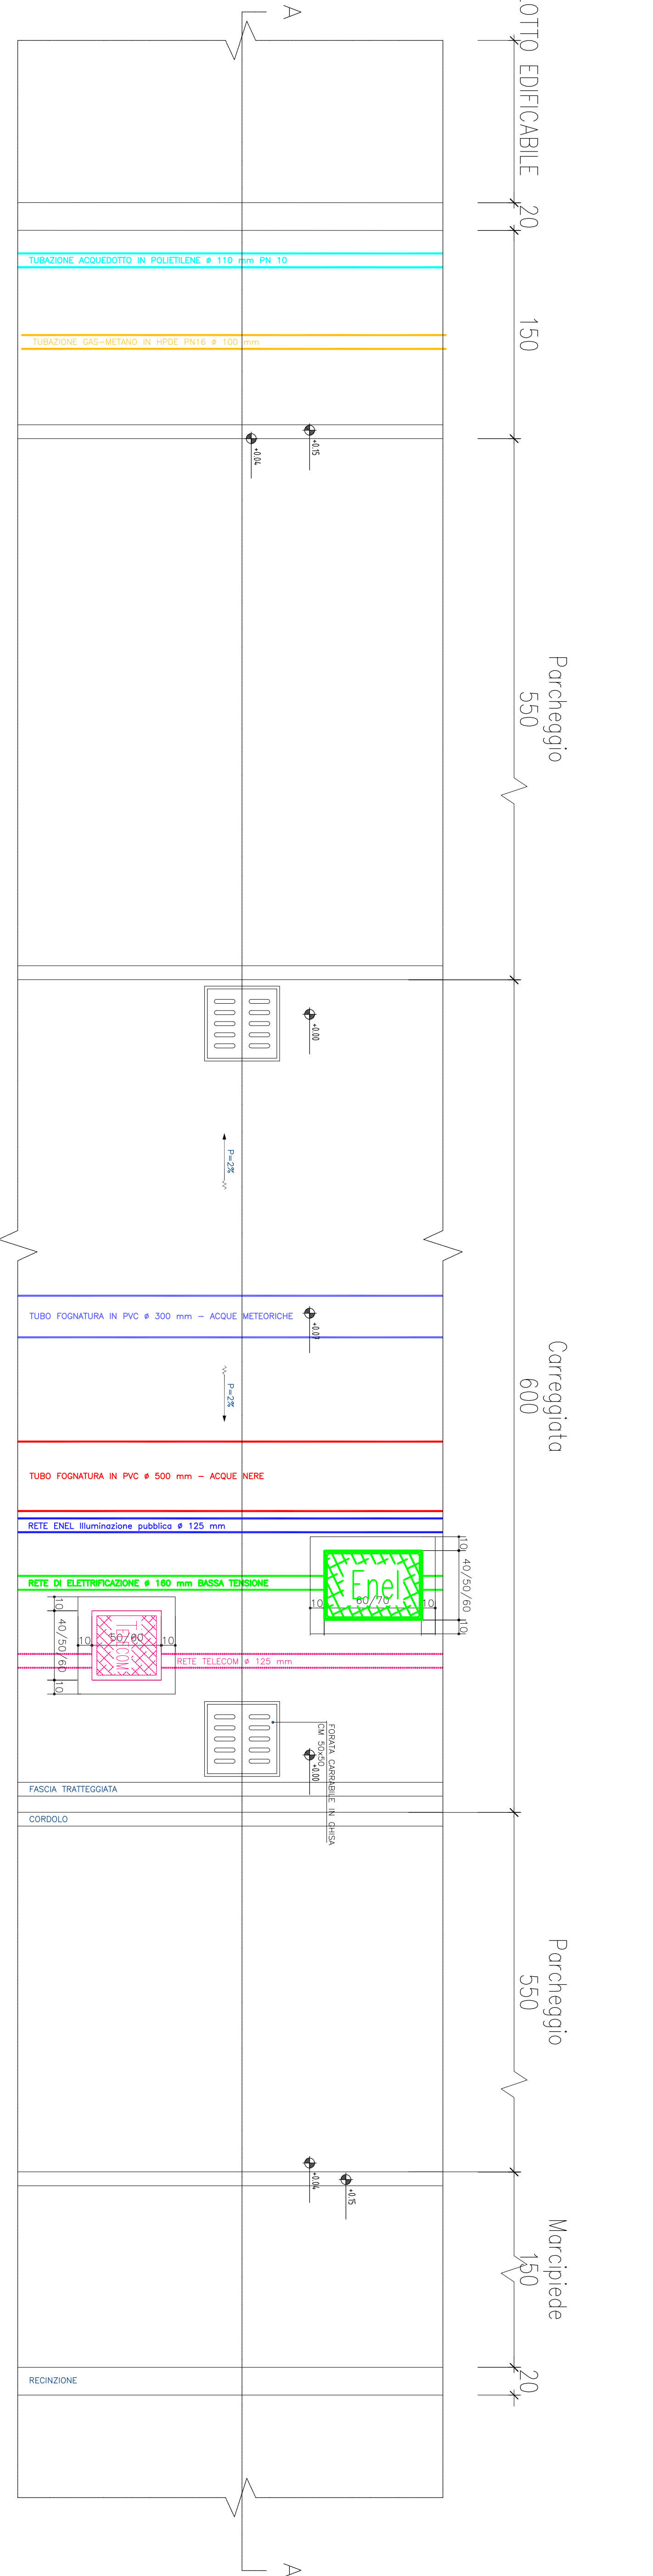 A
OTTO EDIFICABILE
20
TUBAZIONE ACQUEDOTTO IN POLIETILENE ø 110 mm PN 10
150
TUBAZIONE GAS-METANO IN HPDE PN16 ø 100 mm
+0.15
+0.04
Parcheggio
550
+0.00
P=2%
TUBO FOGNATURA IN PVC ø 300 mm - ACQUE METEORICHE
+0.07
Carreggiata
600
P=2%
TUBO FOGNATURA IN PVC ø 500 mm - ACQUE NERE
RETE ENEL Illuminazione pubblica ø 125 mm
10
40/50/60
10
Enel
10
60/70
10
RETE DI ELETTRIFICAZIONE ø 160 mm BASSA TENSIONE
10
40/50/60
10
10
50/60
10
TELECOM
RETE TELECOM ø 125 mm
FORATA CARRABILE IN GHISA
CM 50x50
+0.00
FASCIA TRATTEGGIATA
CORDOLO
Parcheggio
550
+0.04
+0.15
Marcipiede
150
RECINZIONE
20
A